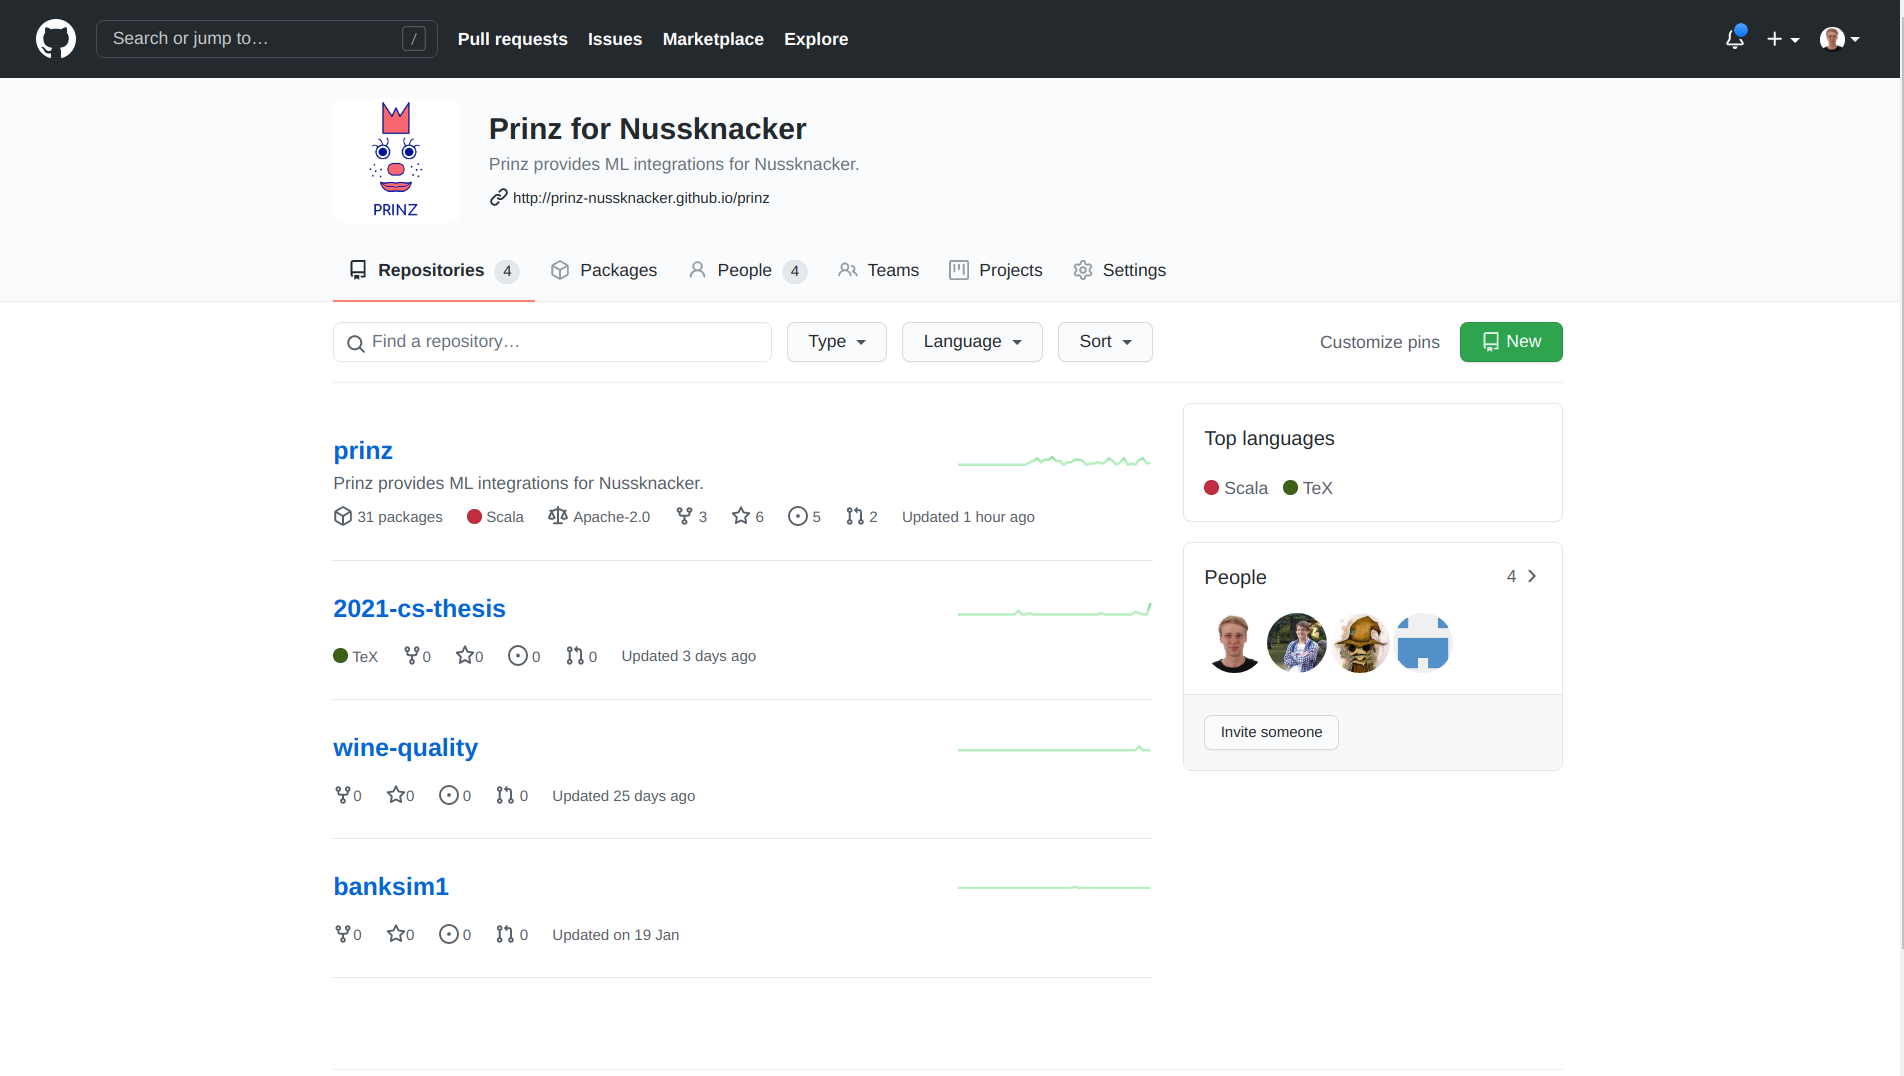 Search or jump to…
/
Pull requests
Issues
Marketplace
Explore
PRINZ
Prinz for Nussknacker
Prinz provides ML integrations for Nussknacker.
http://prinz-nussknacker.github.io/prinz
Repositories 4
Packages
People 4
Teams
Projects
Settings
Find a repository…
Type
Language
Sort
Customize pins
New
prinz
Prinz provides ML integrations for Nussknacker.
31 packages Scala Apache-2.0 3 6 5 2 Updated 1 hour ago
2021-cs-thesis
TeX 0 0 0 0 Updated 3 days ago
wine-quality
0 0 0 0 Updated 25 days ago
banksim1
0 0 0 0 Updated on 19 Jan
Top languages
Scala TeX
People 4
Invite someone